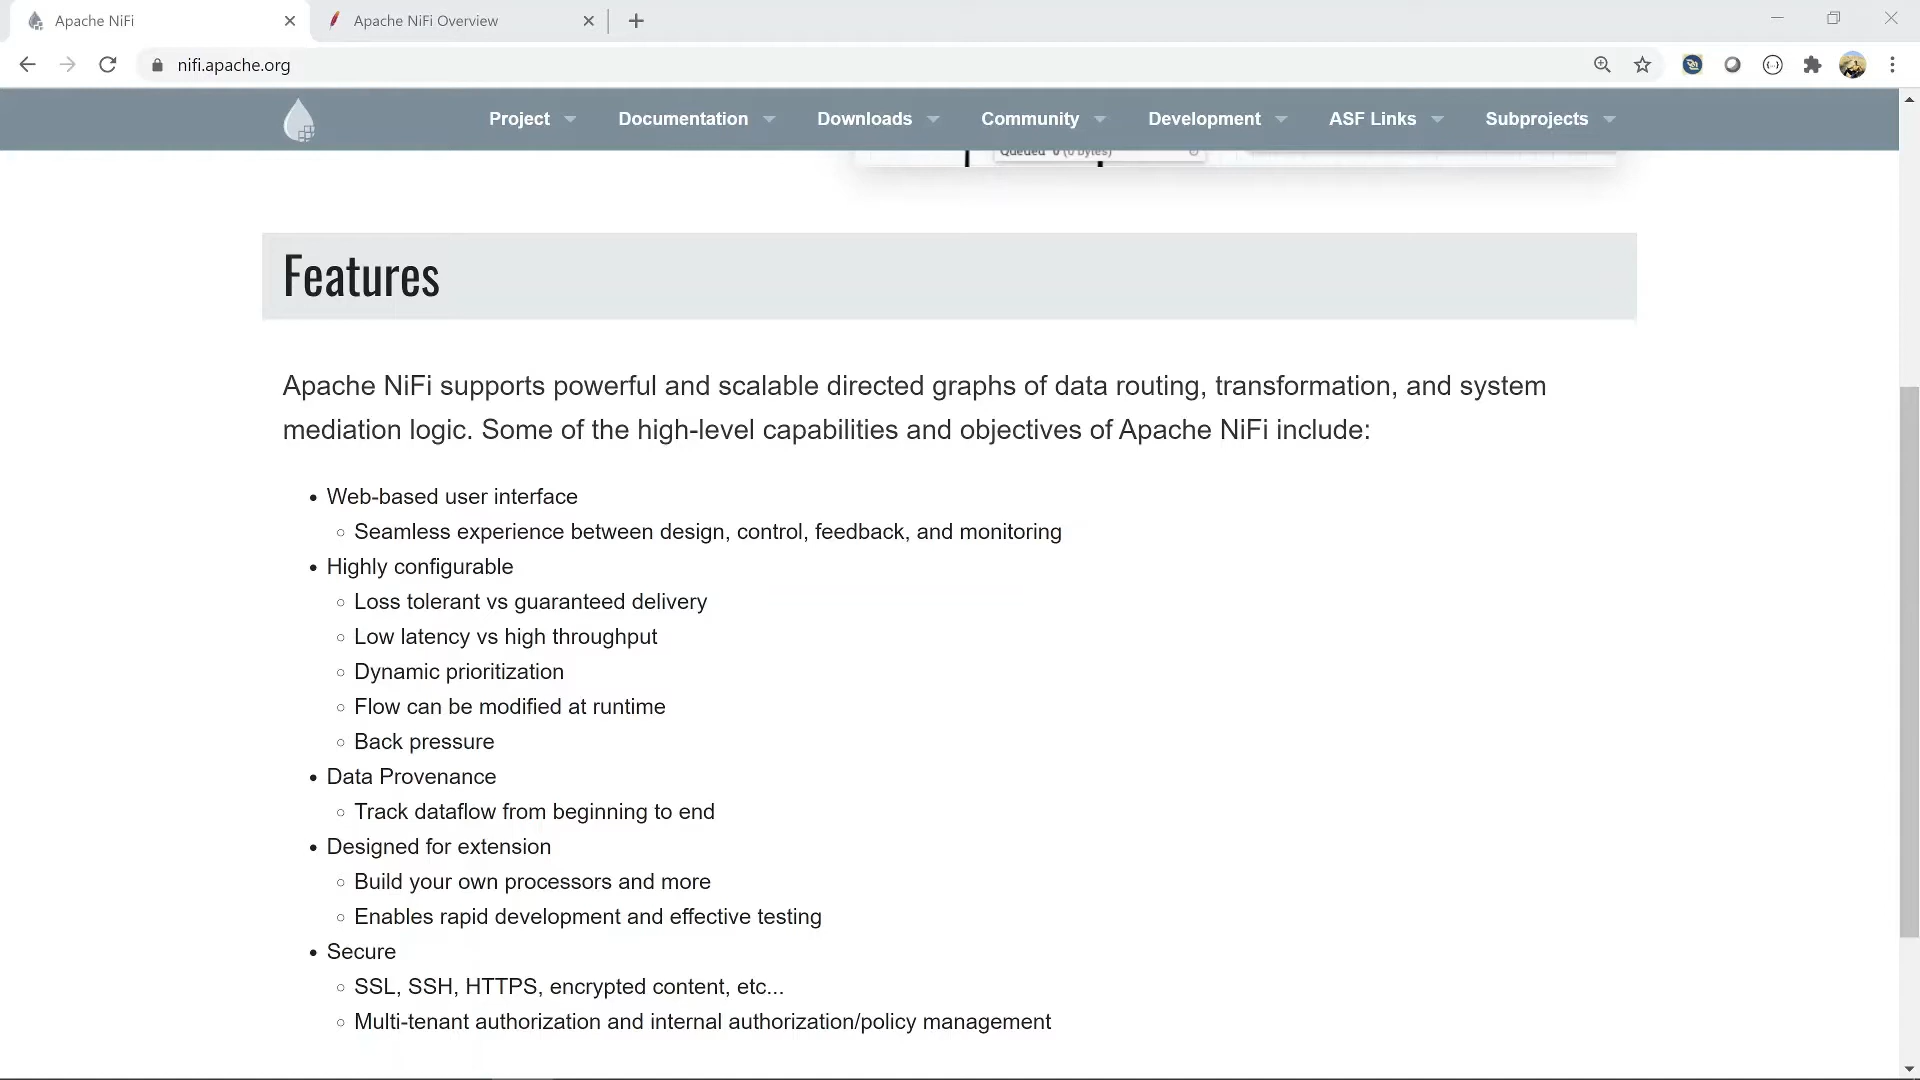 Apache NiFi
Apache NiFi Overview
nifi.apache.org
Project Documentation Downloads Community Development ASF Links Subprojects
Queued 0 (0 bytes)
Features
Apache NiFi supports powerful and scalable directed graphs of data routing, transformation, and system
mediation logic. Some of the high-level capabilities and objectives of Apache NiFi include:
Web-based user interface
Seamless experience between design, control, feedback, and monitoring
Highly configurable
Loss tolerant vs guaranteed delivery
Low latency vs high throughput
Dynamic prioritization
Flow can be modified at runtime
Back pressure
Data Provenance
Track dataflow from beginning to end
Designed for extension
Build your own processors and more
Enables rapid development and effective testing
Secure
SSL, SSH, HTTPS, encrypted content, etc...
Multi-tenant authorization and internal authorization/policy management